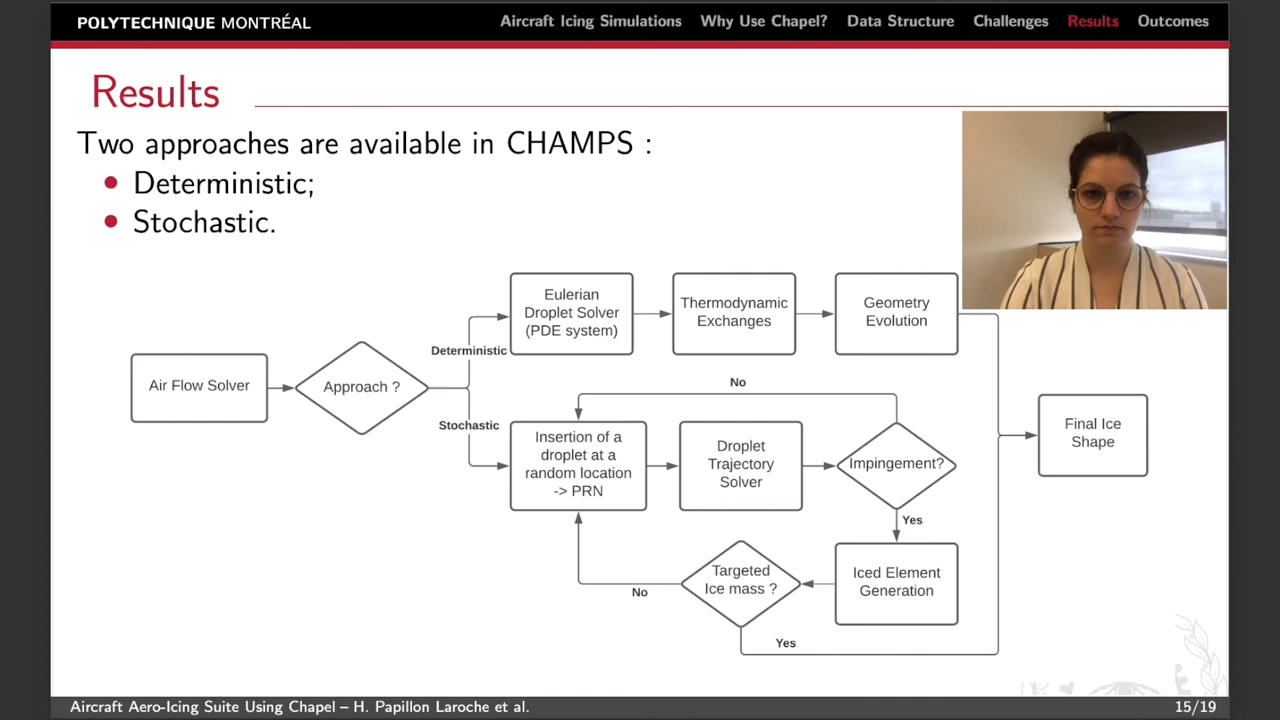 POLYTECHNIQUE MONTRÉAL
Aircraft Icing Simulations Why Use Chapel? Data Structure Challenges Results Outcomes
Results
Two approaches are available in CHAMPS :
Deterministic;
Stochastic.
Air Flow Solver
Approach ?
Deterministic
Stochastic
Eulerian
Droplet Solver
(PDE system)
Thermodynamic
Exchanges
Geometry
Evolution
No
Insertion of a
droplet at a
random location
-> PRN
Droplet
Trajectory
Solver
Impingement?
Yes
Iced Element
Generation
Targeted
Ice mass ?
No
Yes
Final Ice
Shape
Aircraft Aero-Icing Suite Using Chapel – H. Papillon Laroche et al.
15/19